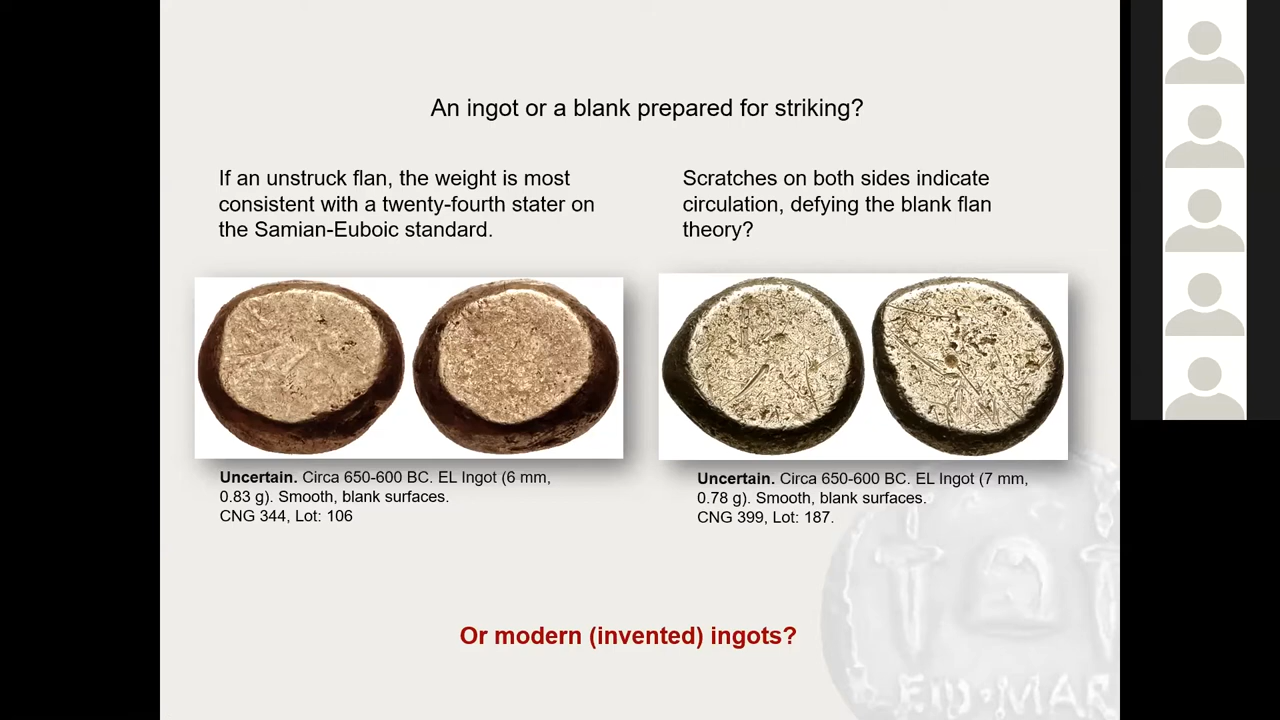 An ingot or a blank prepared for striking?
If an unstruck flan, the weight is most
consistent with a twenty-fourth stater on
the Samian-Euboic standard.
Scratches on both sides indicate
circulation, defying the blank flan
theory?
Uncertain. Circa 650-600 BC. EL Ingot (6 mm,
0.83 g). Smooth, blank surfaces.
CNG 344, Lot: 106
Uncertain. Circa 650-600 BC. EL Ingot (7 mm,
0.78 g). Smooth, blank surfaces.
CNG 399, Lot: 187.
Or modern (invented) ingots?
EID·MAR